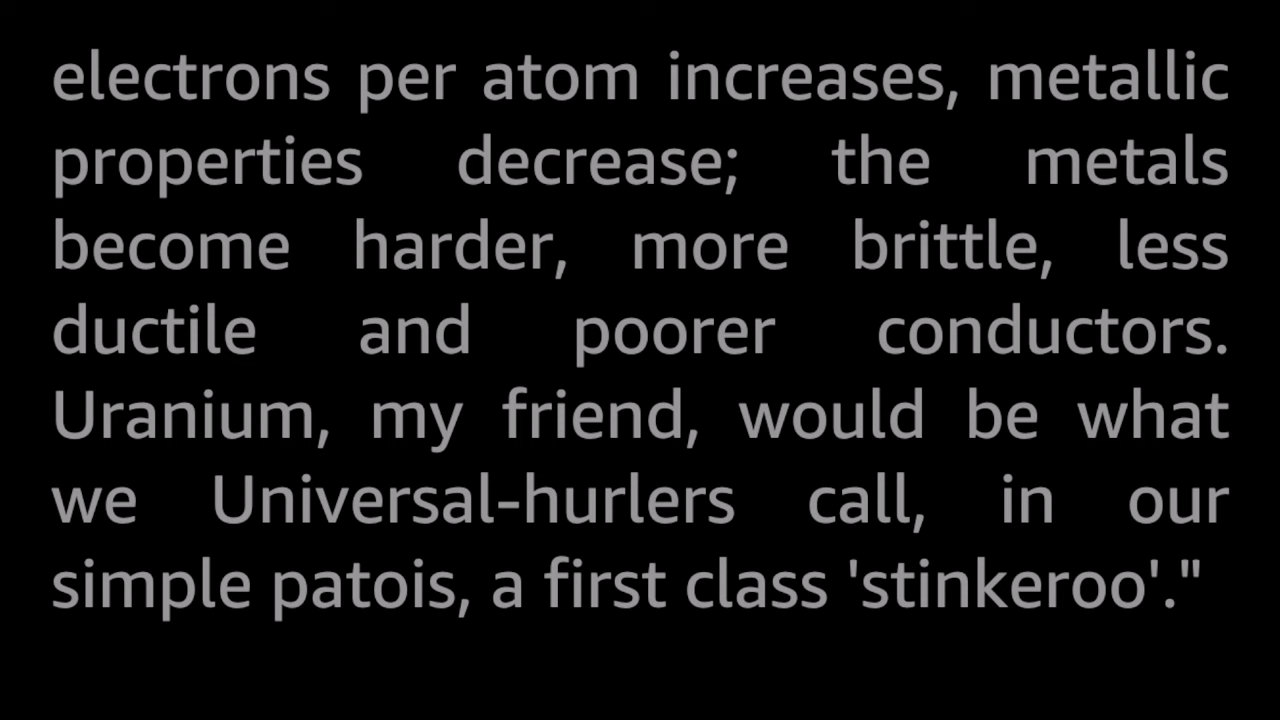 electrons per atom increases, metallic
properties decrease; the metals
become harder, more brittle, less
ductile and poorer conductors.
Uranium, my friend, would be what
we Universal-hurlers call, in our
simple patois, a first class 'stinkeroo'."